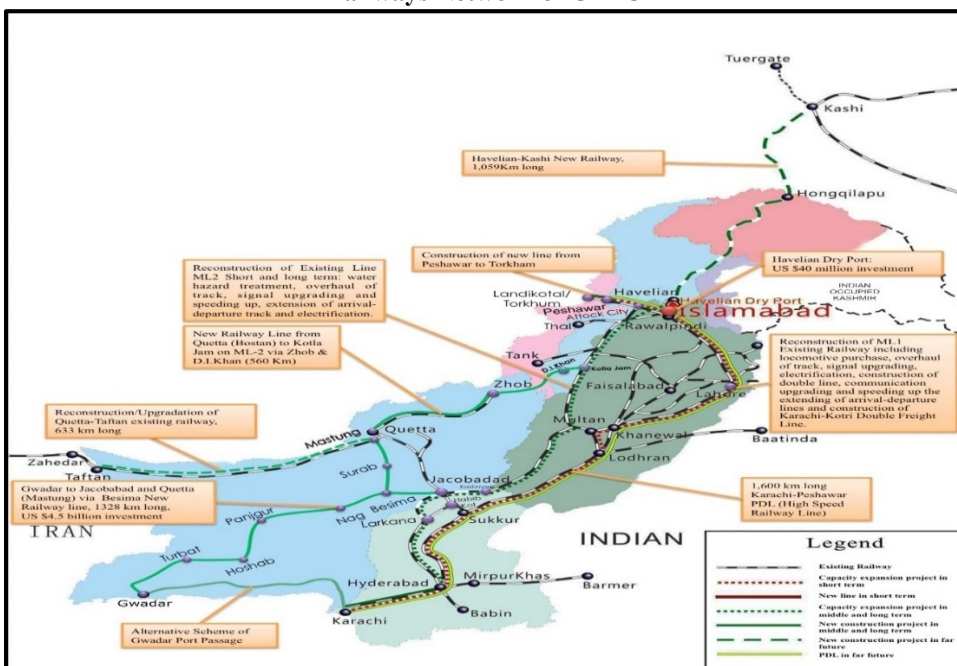 Tuergate
Kashi
Havelian-Kashi New Railway,
1,059Km long
Hongqilapu
Reconstruction of Existing Line
ML2 Short and long term: water
hazard treatment, overhaul of
track, signal upgrading and
speeding up, extension of arrival-
departure track and electrification.
Construction of new line from
Peshawar to Torkham
Havelian Dry Port:
US $40 million investment
INDIAN
OCCUPIED
KASHMIR
Landikotal/
Torkhum
Havelian
Havelian Dry Port
Islamabad
Peshawar
Attock City
Rawalpindi
Thal
New Railway Line from
Quetta (Bostan) to Kotla
Jam on ML-2 via Zhob &
D.I.Khan (560 Km)
Tank
D.I.Khan
Kotla Jam
Zhob
Faisalabad
Lahore
Reconstruction of ML1
Existing Railway including
locomotive purchase, overhaul
of track, signal upgrading,
electrification, construction of
double line, communication
upgrading and speeding up the
extending of arrival-departure
lines and construction of
Karachi-Kotri Double Freight
Line.
Reconstruction/Upgradation of
Quetta-Taftan existing railway,
633 km long
Mastung
Quetta
Multan
Khanewal
Lodhran
Baatinda
Zahedar
Taftan
Surab
Gwadar to Jacobabad and Quetta
(Mastung) via Besima New
Railway line, 1328 km long,
US $4.5 billion investment
Jacobadad
Habib
Kot
Nag
Besima
Larkana
Sukkur
1,600 km long
Karachi-Peshawar
PDL (High Speed
Railway Line)
IRAN
Panjgur
Turbat
Hoshab
Gwadar
INDIAN
Hyderabad
MirpurKhas
Barmer
Karachi
Babin
Alternative Scheme of
Gwadar Port Passage
Legend
Existing Railway
Capacity expansion project in
short term
New line in short term
Capacity expansion project in
middle and long term
New construction project in
middle and long term
New construction project in far
future
PDL in far future